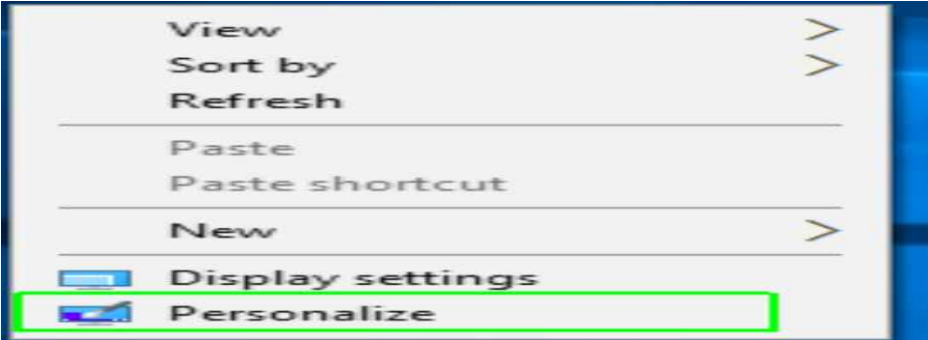 View
Sort by
Refresh
Paste
Paste shortcut
New
Display settings
Personalize